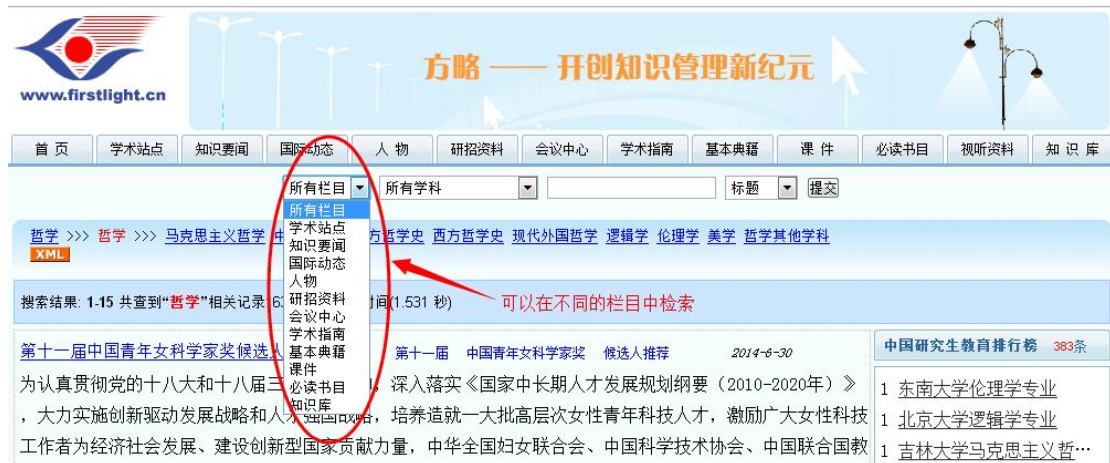 www.firstlight.cn
方略 —— 开创知识管理新纪元
首 页 学术站点 知识要闻 国际动态 人 物 研招资料 会议中心 学术指南 基本典籍 课 件 必读书目 视听资料 知 识 库
所有栏目 所有学科 标题 提交
所有栏目
学术站点
知识要闻
国际动态
人物
研招资料
会议中心
学术指南
基本典籍
课件
必读书目
知识库
哲学 >>> 哲学 >>> 马克思主义哲学 方哲学史 西方哲学史 现代外国哲学 逻辑学 伦理学 美学 哲学其他学科
XML
可以在不同的栏目中检索
搜索结果: 1-15 共查到“哲学”相关记录 时间(1.531 秒)
第十一届中国青年女科学家奖候选 第十一届 中国青年女科学家奖 候选人推荐 2014-6-30
为认真贯彻党的十八大和十八届三 ，深入落实《国家中长期人才发展规划纲要（2010-2020年）》
，大力实施创新驱动发展战略和人才强国战略，培养造就一大批高层次女性青年科技人才，激励广大女性科技
工作者为经济社会发展、建设创新型国家贡献力量，中华全国妇女联合会、中国科学技术协会、中国联合国教
中国研究生教育排行榜 383条
1 东南大学伦理学专业
1 北京大学逻辑学专业
1 吉林大学马克思主义哲…